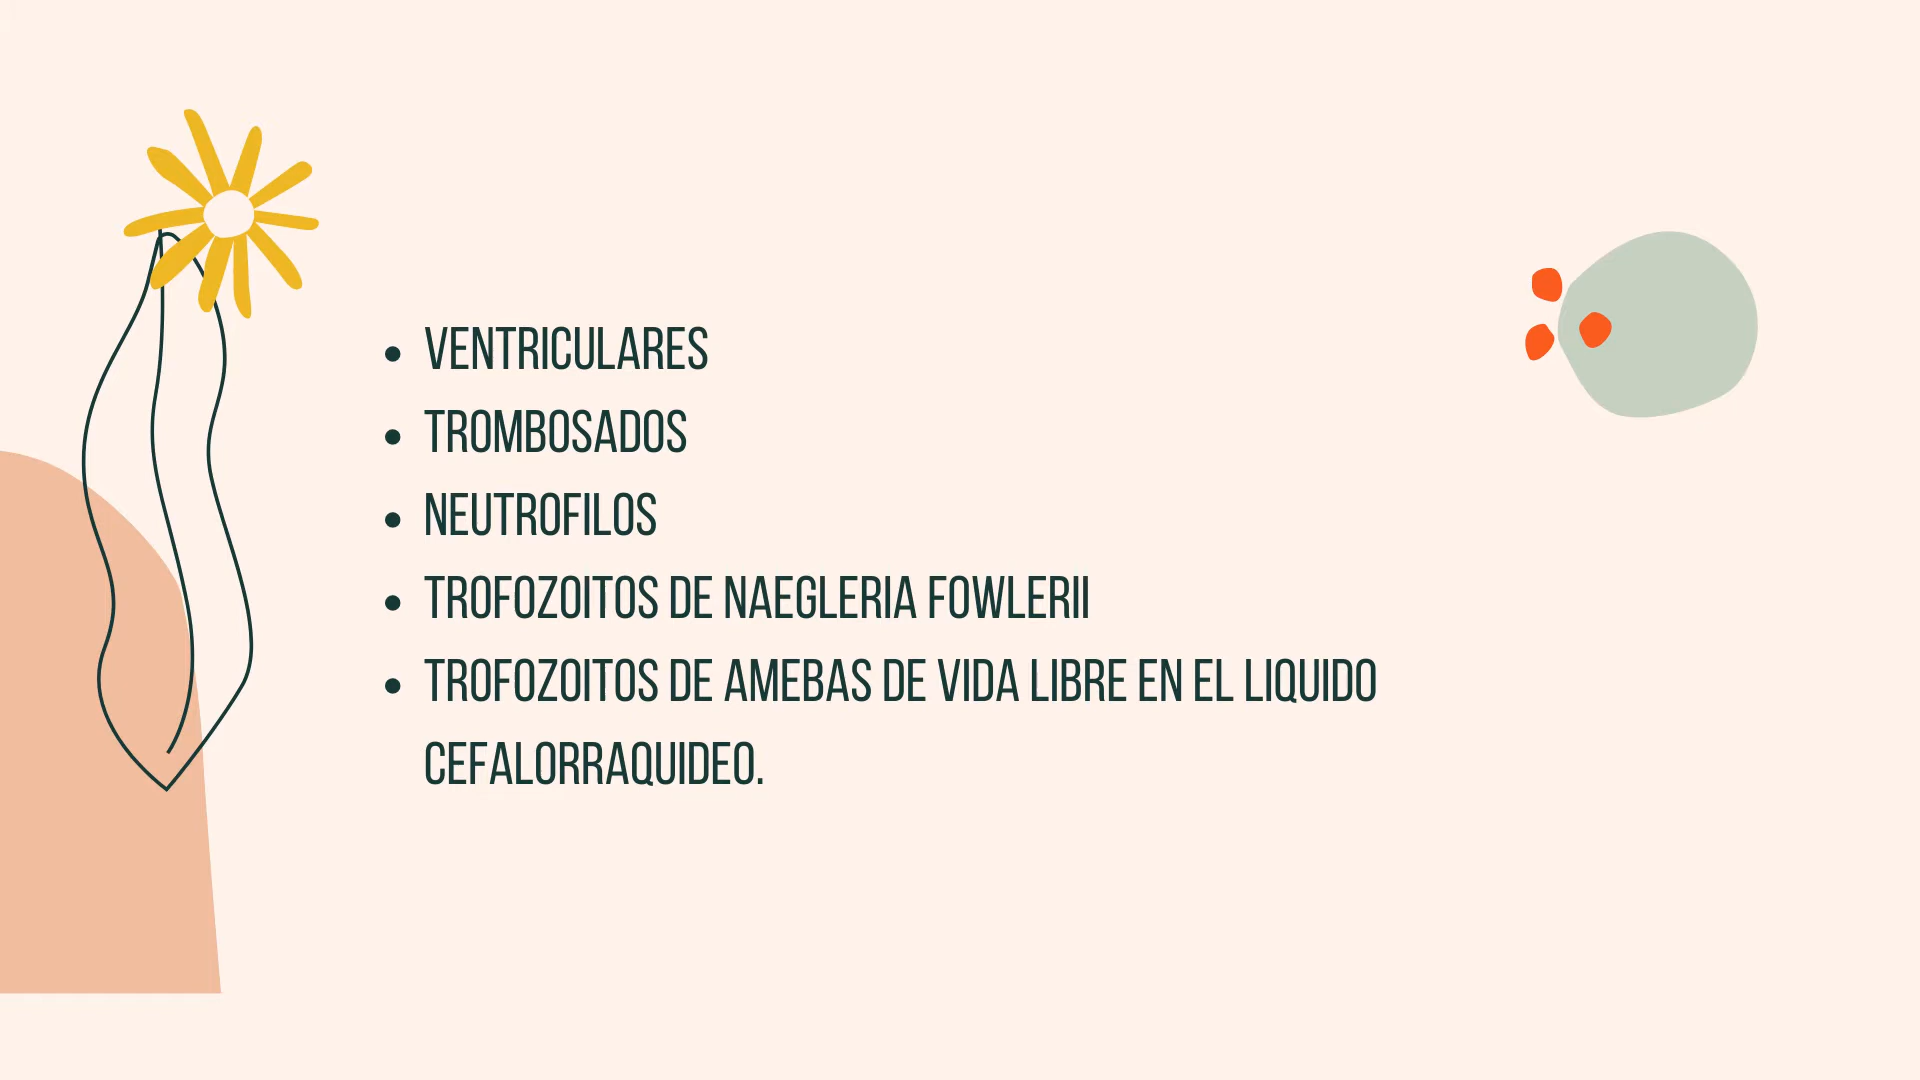 VENTRICULARES
TROMBOSADOS
NEUTROFILOS
TROFOZOITOS DE NAEGLERIA FOWLERII
TROFOZOITOS DE AMEBAS DE VIDA LIBRE EN EL LIQUIDO
CEFALORRAQUIDEO.